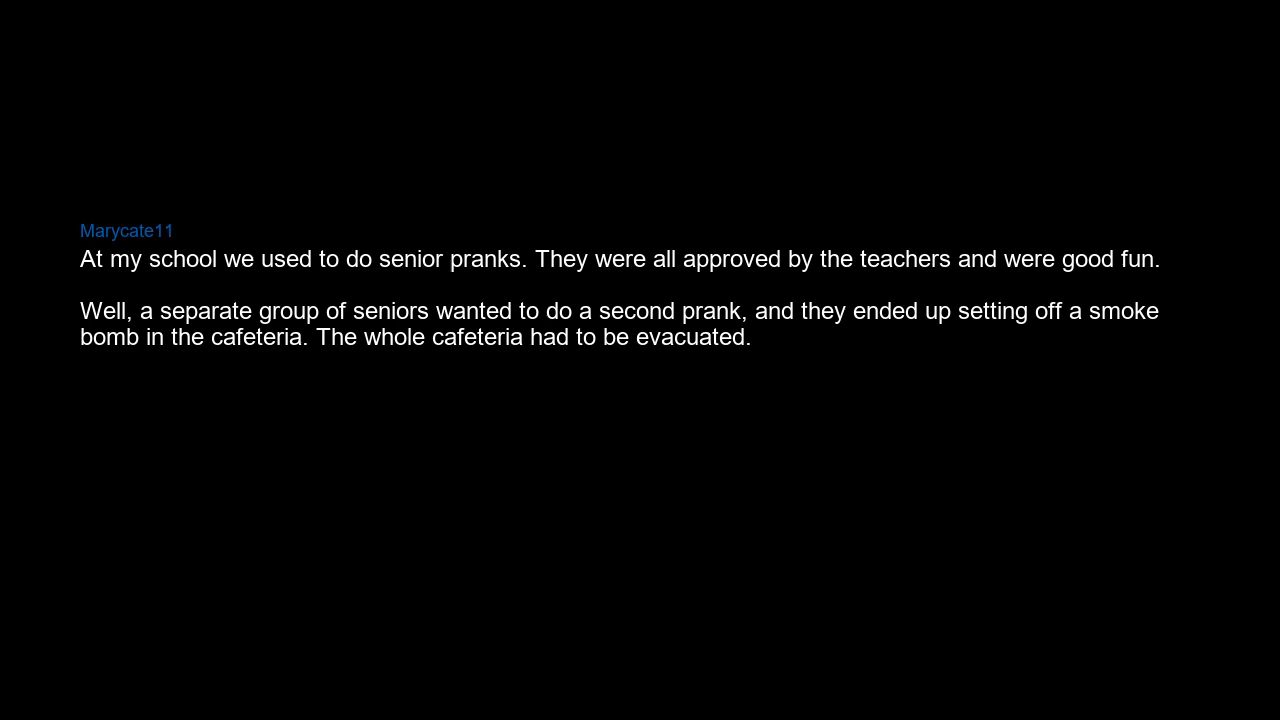 Marycate11
At my school we used to do senior pranks. They were all approved by the teachers and were good fun.
Well, a separate group of seniors wanted to do a second prank, and they ended up setting off a smoke
bomb in the cafeteria. The whole cafeteria had to be evacuated.